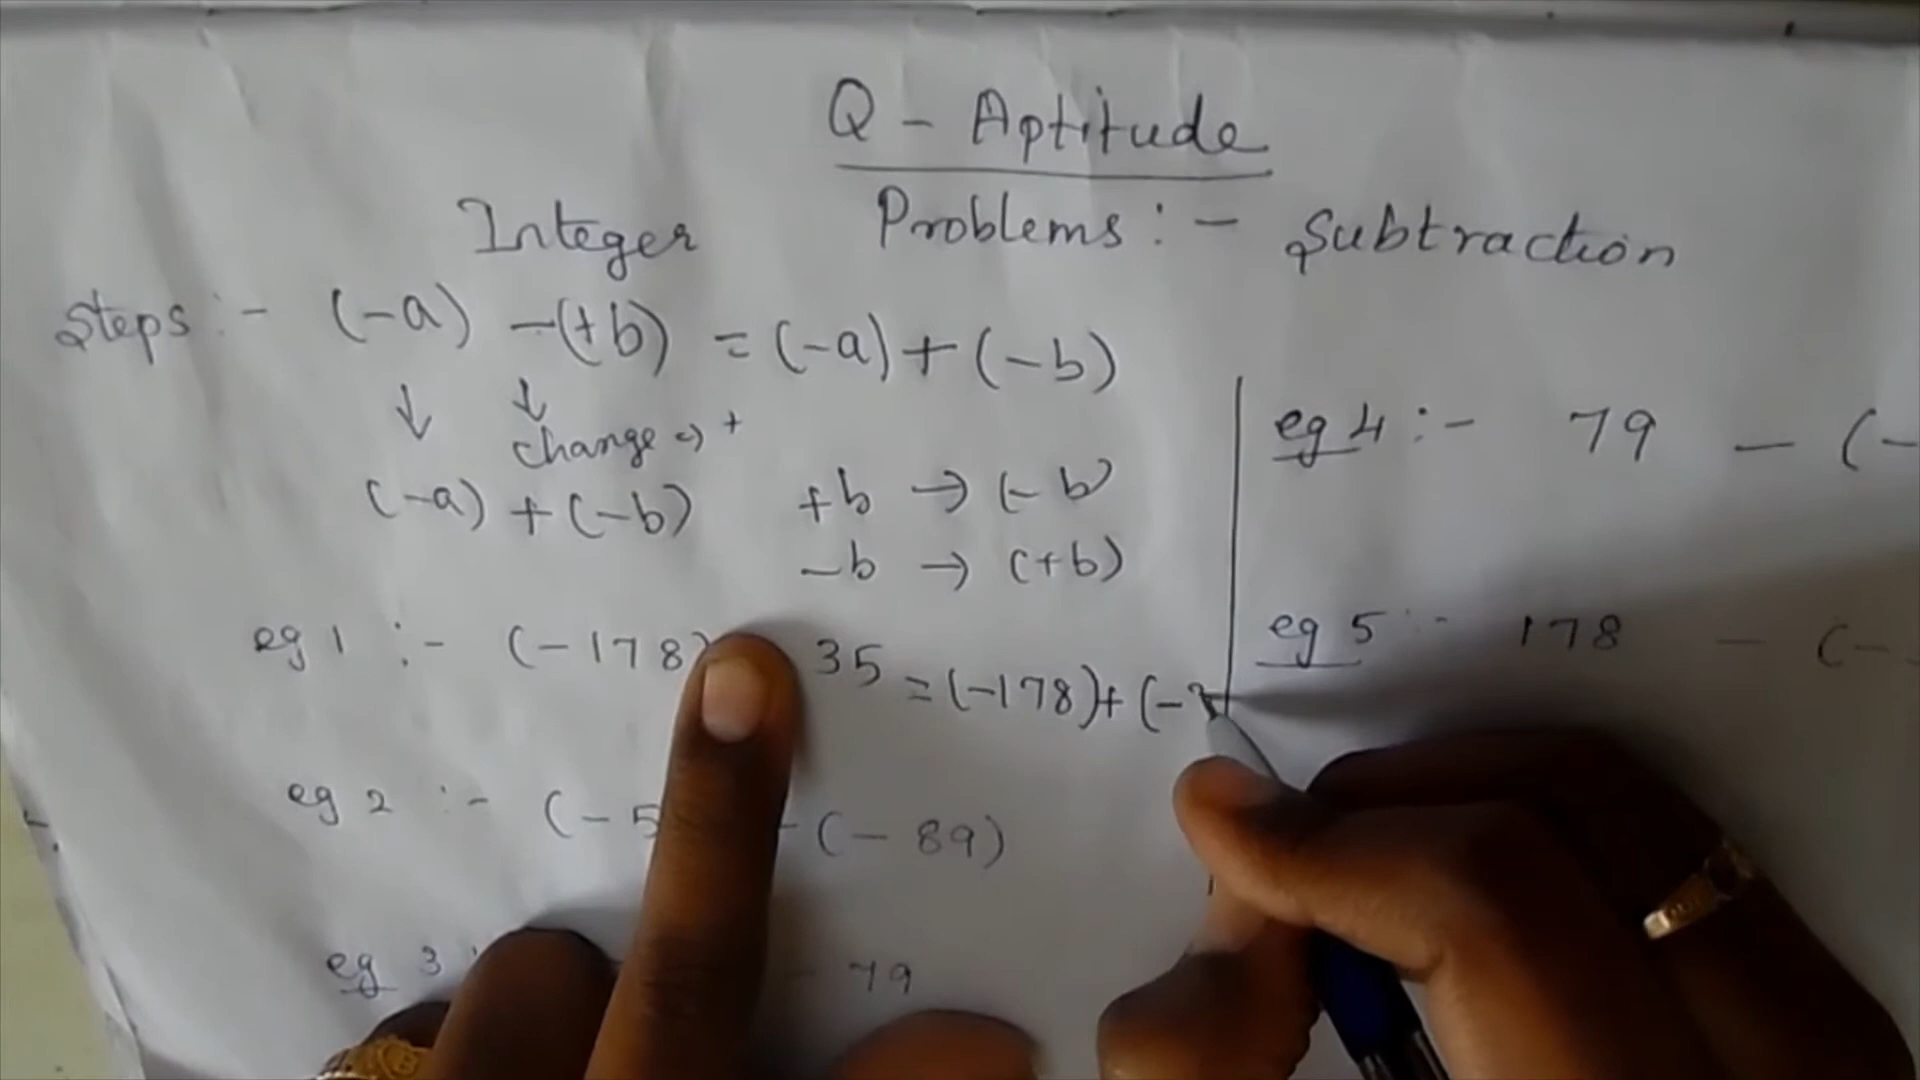 Q - Aptitude
Integer Problems :- Subtraction
Steps :- (-a) -(+b) = (-a) + (-b)
↓ ↓
change => +
(-a) + (-b)
+b → (-b)
-b → (+b)
eg 1 :- (-178) 35 = (-178) + (-
eg 2 :- (-5 - (- 89)
eg 3 : - 79
eg 4 :- 79 - (-
eg 5 :- 178 - (-